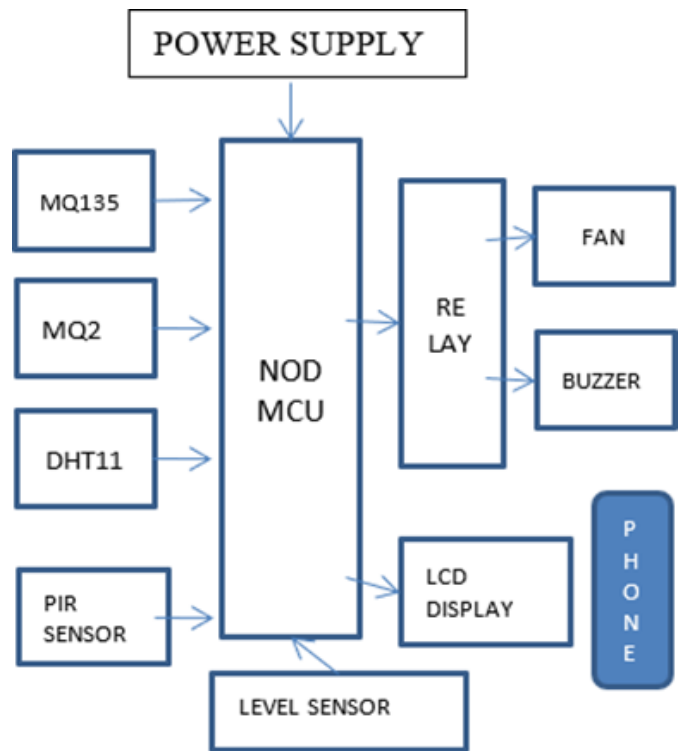 POWER SUPPLY
MQ135
MQ2
DHT11
PIR
SENSOR
NOD
MCU
LEVEL SENSOR
RE
LAY
FAN
BUZZER
LCD
DISPLAY
P
H
O
N
E